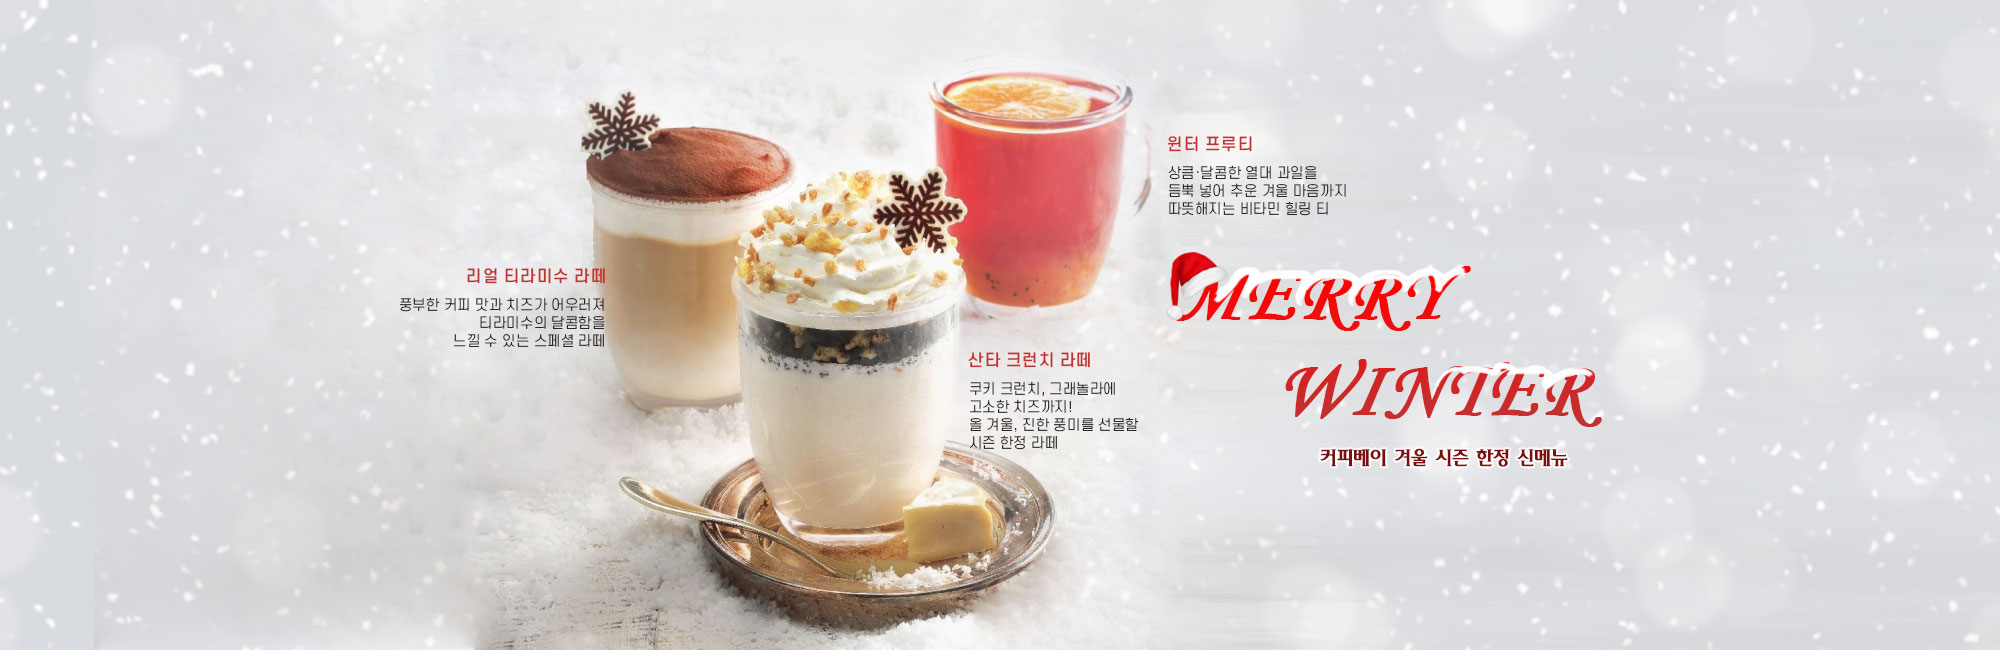 윈터 프루티
상큼·달콤한 열대 과일을
듬뿍 넣어 추운 겨울 마음까지
따뜻해지는 비타민 힐링 티
리얼 티라미수 라떼
풍부한 커피 맛과 치즈가 어우러져
티라미수의 달콤함을
느낄 수 있는 스페셜 라떼
산타 크런치 라떼
쿠키 크런치, 그래놀라에
고소한 치즈까지!
올 겨울, 진한 풍미를 선물할
시즌 한정 라떼
MERRY
WINTER
커피베이 겨울 시즌 한정 신메뉴